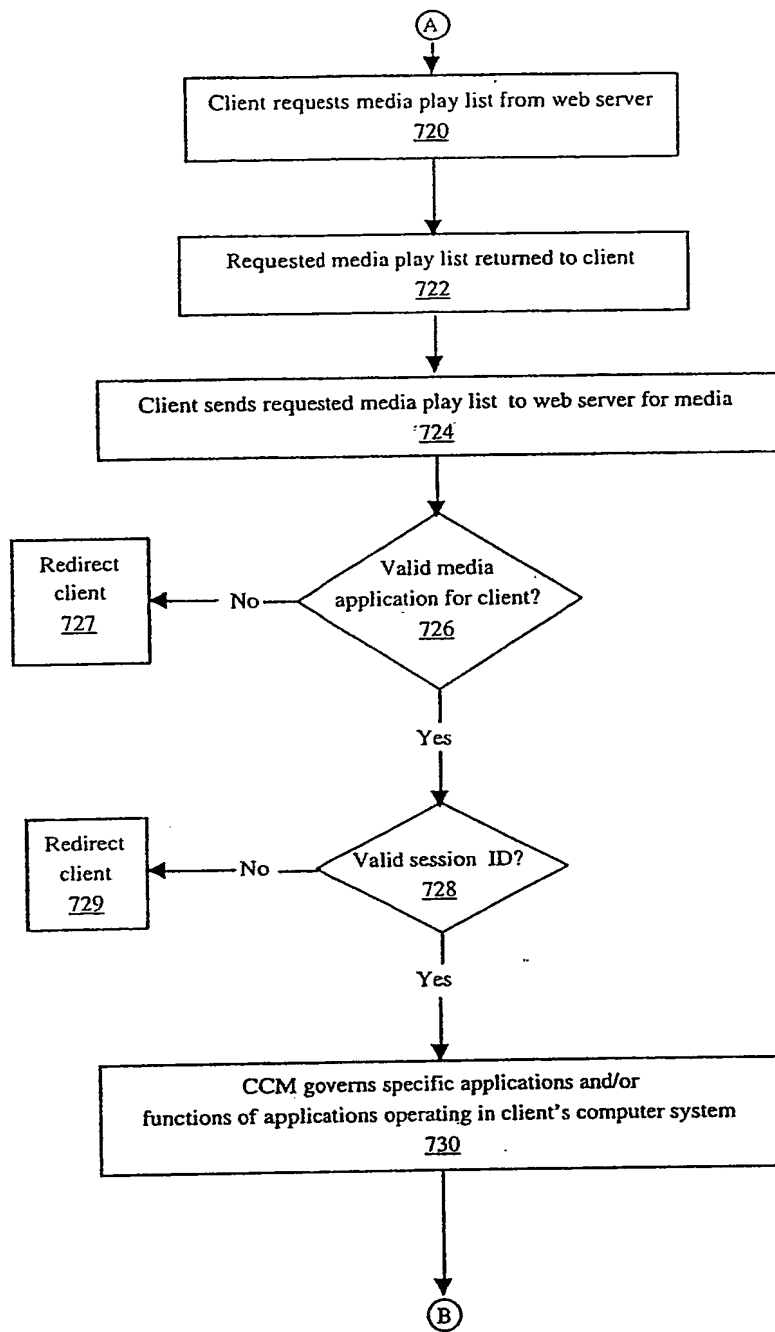 A
Client requests media play list from web server
720
Requested media play list returned to client
722
Client sends requested media play list to web server for media
724
Valid media
application for client?
726
No
Redirect
client
727
Yes
Valid session ID?
728
No
Redirect
client
729
Yes
CCM governs specific applications and/or
functions of applications operating in client's computer system
730
B